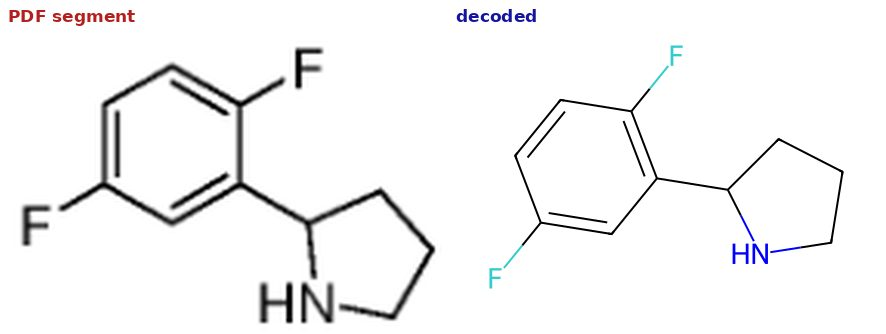 PDF segment
decoded
F
F
HN
F
F
HN